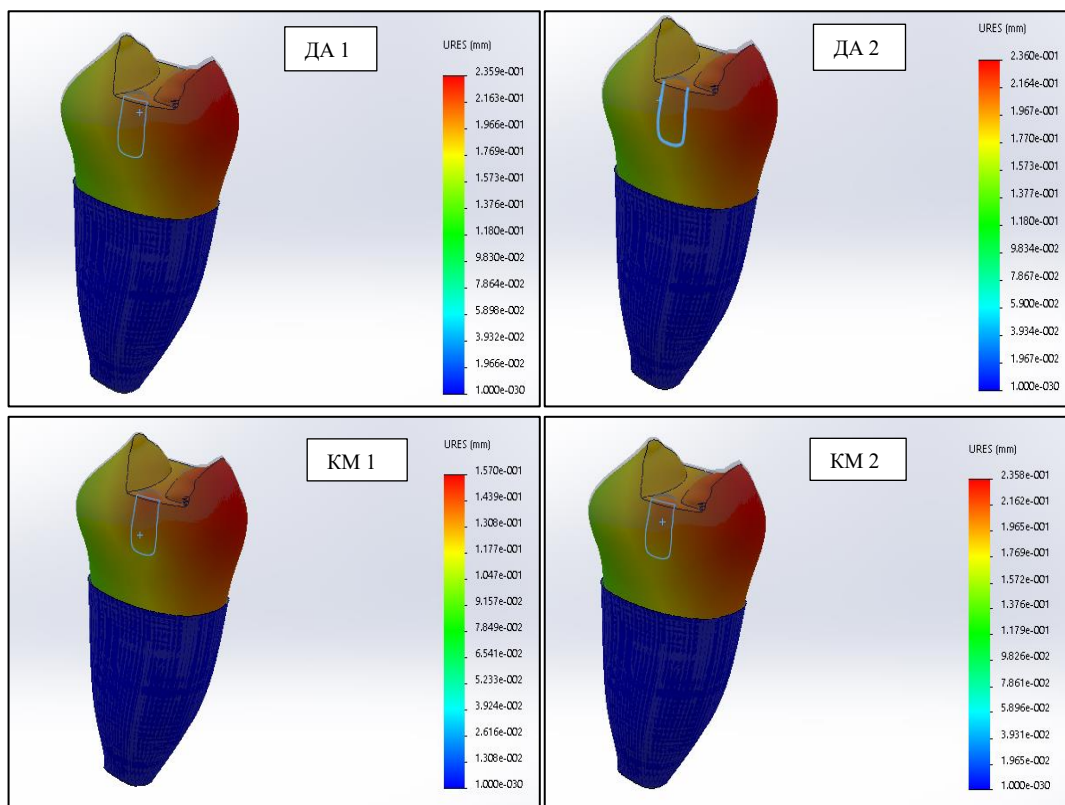 ДА 1
URES (mm)
2.359e-001
2.163e-001
1.966e-001
1.769e-001
1.573e-001
1.376e-001
1.180e-001
9.830e-002
7.864e-002
5.898e-002
3.932e-002
1.966e-002
1.000e-030
ДА 2
URES (mm)
2.360e-001
2.163e-001
1.966e-001
1.770e-001
1.573e-001
1.377e-001
1.180e-001
9.834e-002
7.867e-002
5.900e-002
3.934e-002
1.967e-002
1.000e-030
КМ 1
URES (mm)
1.570e-001
1.439e-001
1.308e-001
1.177e-001
1.047e-001
9.157e-002
7.849e-002
6.541e-002
5.233e-002
3.924e-002
2.616e-002
1.308e-002
1.000e-030
КМ 2
URES (mm)
2.358e-001
2.162e-001
1.965e-001
1.769e-001
1.572e-001
1.376e-001
1.179e-001
9.826e-002
7.861e-002
5.896e-002
3.931e-002
1.965e-002
1.000e-030